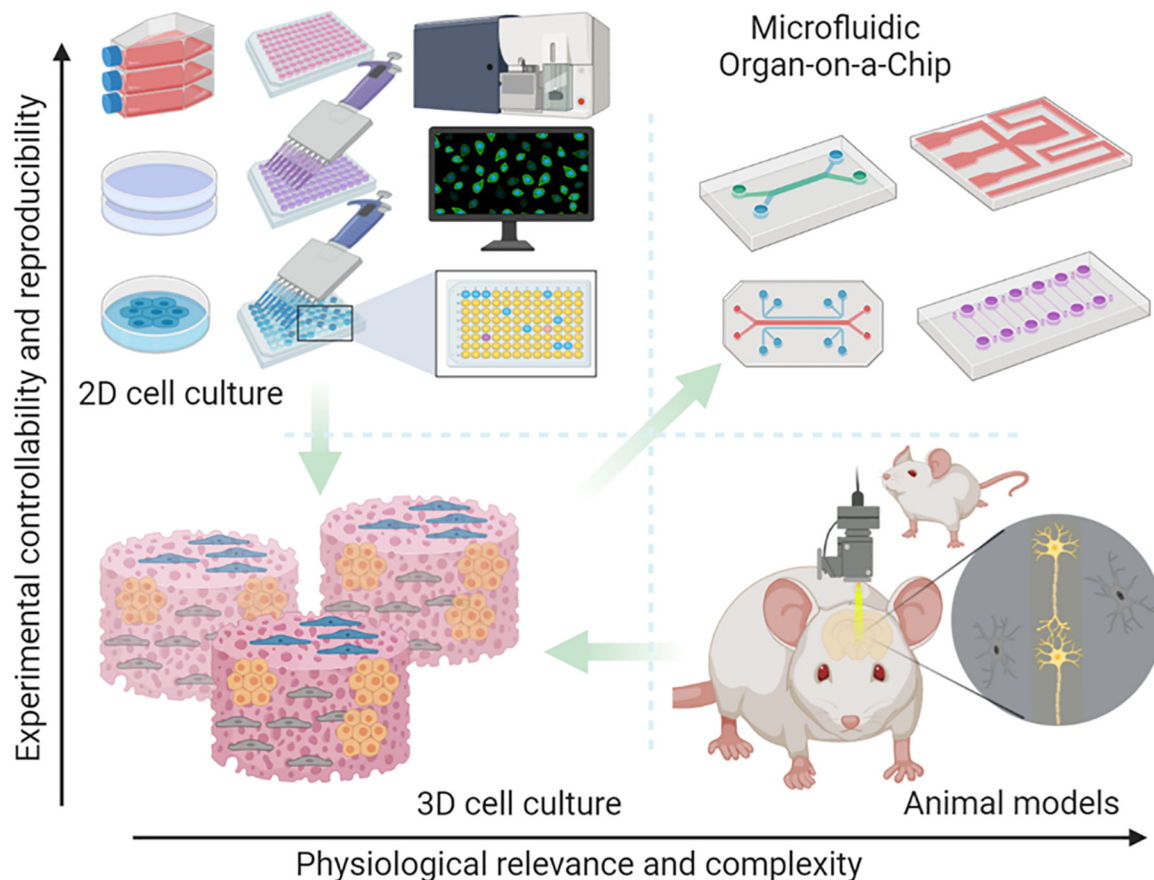 Microfluidic
Organ-on-a-Chip
Experimental controllability and reproducibility
2D cell culture
3D cell culture
Animal models
Physiological relevance and complexity